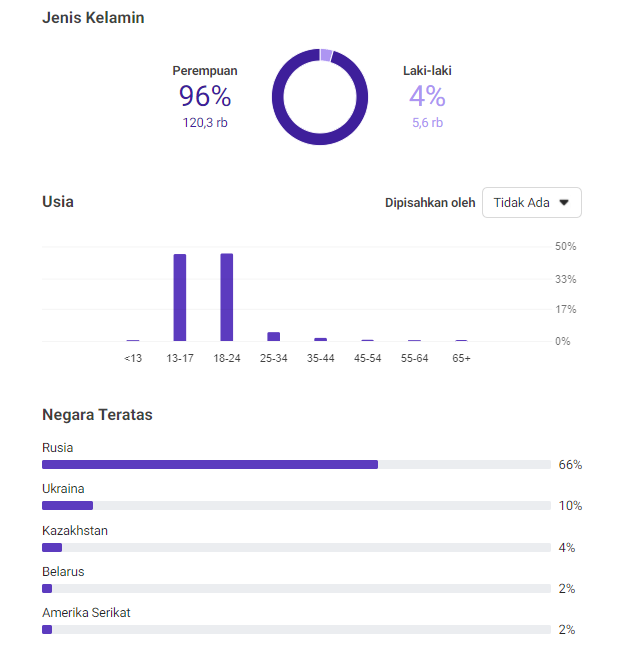 Jenis Kelamin
Perempuan
96%
120,3 rb
Laki-laki
4%
5,6 rb
Usia
Dipisahkan oleh
Tidak Ada
50%
33%
17%
0%
<13 13-17 18-24 25-34 35-44 45-54 55-64 65+
Negara Teratas
Rusia
66%
Ukraina
10%
Kazakhstan
4%
Belarus
2%
Amerika Serikat
2%